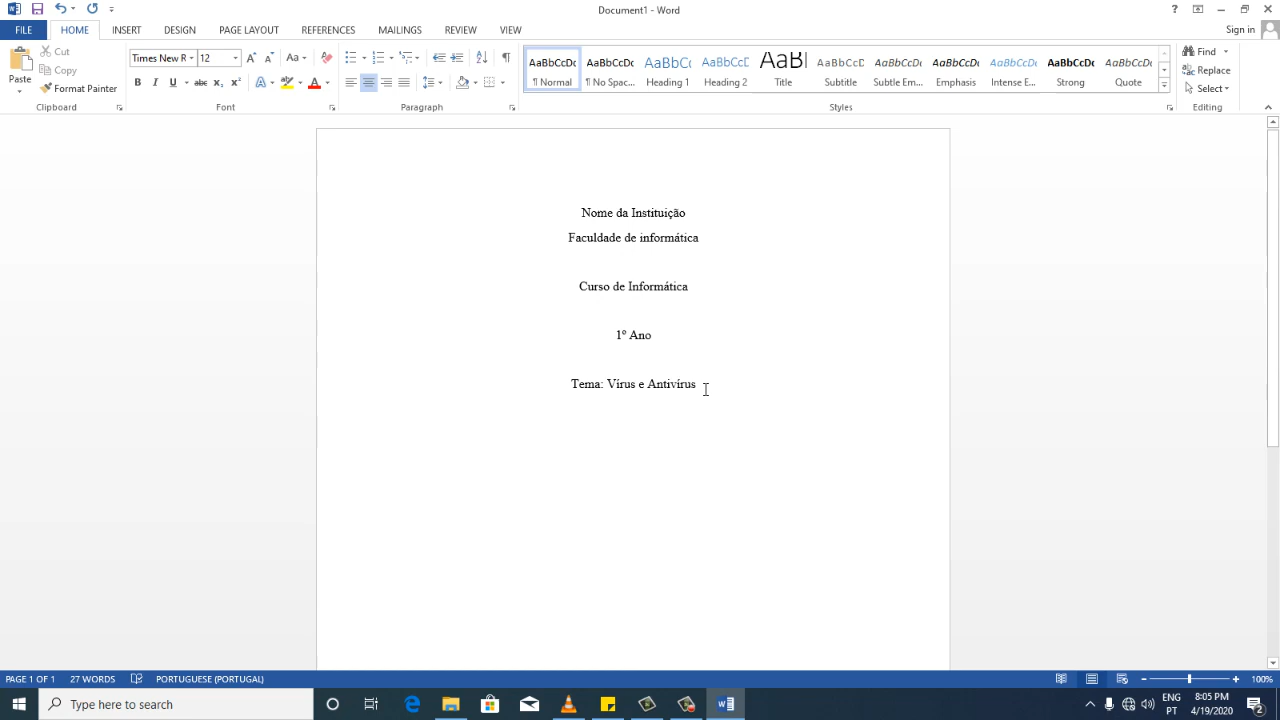 Document1 - Word
FILE HOME INSERT DESIGN PAGE LAYOUT REFERENCES MAILINGS REVIEW VIEW Sign in
Paste
Cut
Copy
Format Painter
Clipboard
Times New R 12
Font
Paragraph
AaBbCcDc AaBbCcDc AaBbC( AaBbCcD AaB AaBbCcD AaBbCcDc AaBbCcDc AaBbCcDc AaBbCcDc AaBbCcDc
¶ Normal ¶ No Spac... Heading 1 Heading 2 Title Subtitle Subtle Em... Emphasis Intense E... Strong Quote
Styles
Find
Replace
Select
Editing
Nome da Instituição
Faculdade de informática
Curso de Informática
1º Ano
Tema: Vírus e Antivírus
PAGE 1 OF 1 27 WORDS PORTUGUESE (PORTUGAL) 100%
Type here to search
ENG
PT
8:05 PM
4/19/2020
2